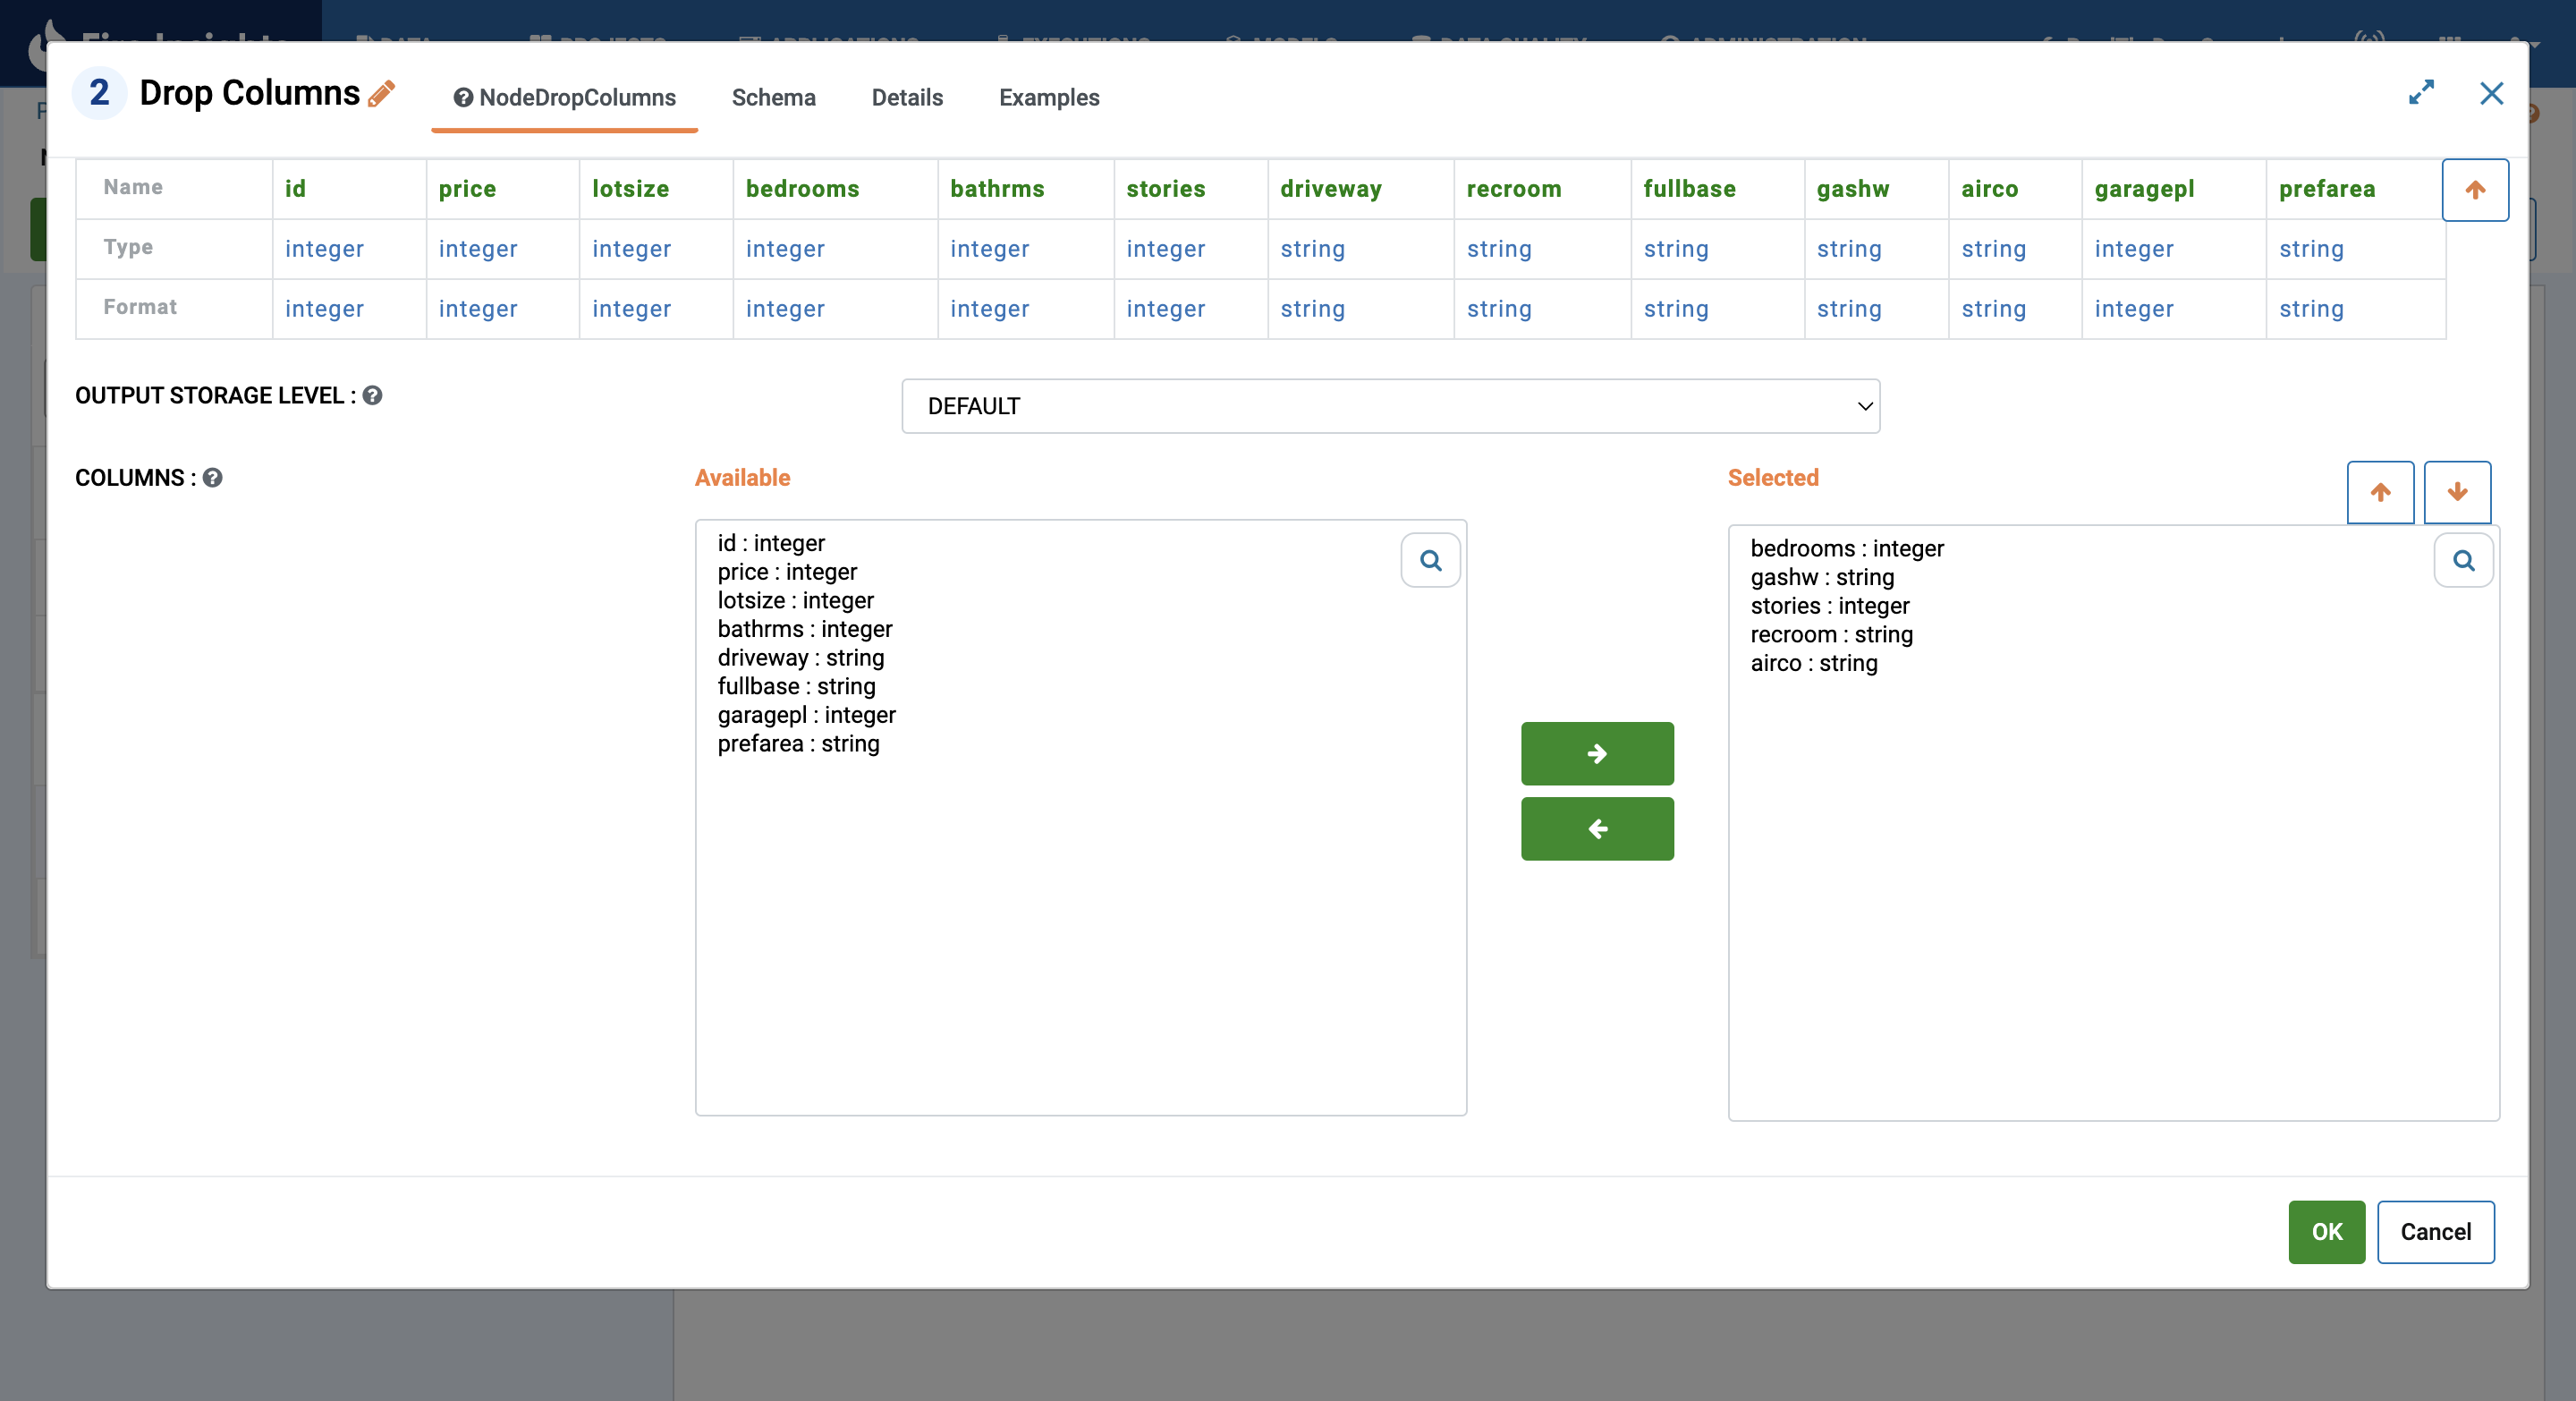 2 Drop Columns NodeDropColumns Schema Details Examples
Name id price lotsize bedrooms bathrms stories driveway recroom fullbase gashw airco garagepl prefarea
Type integer integer integer integer integer integer string string string string string integer string
Format integer integer integer integer integer integer string string string string string integer string
OUTPUT STORAGE LEVEL :
DEFAULT
COLUMNS :
Available
id : integer
price : integer
lotsize : integer
bathrms : integer
driveway : string
fullbase : string
garagepl : integer
prefarea : string
Selected
bedrooms : integer
gashw : string
stories : integer
recroom : string
airco : string
OK Cancel